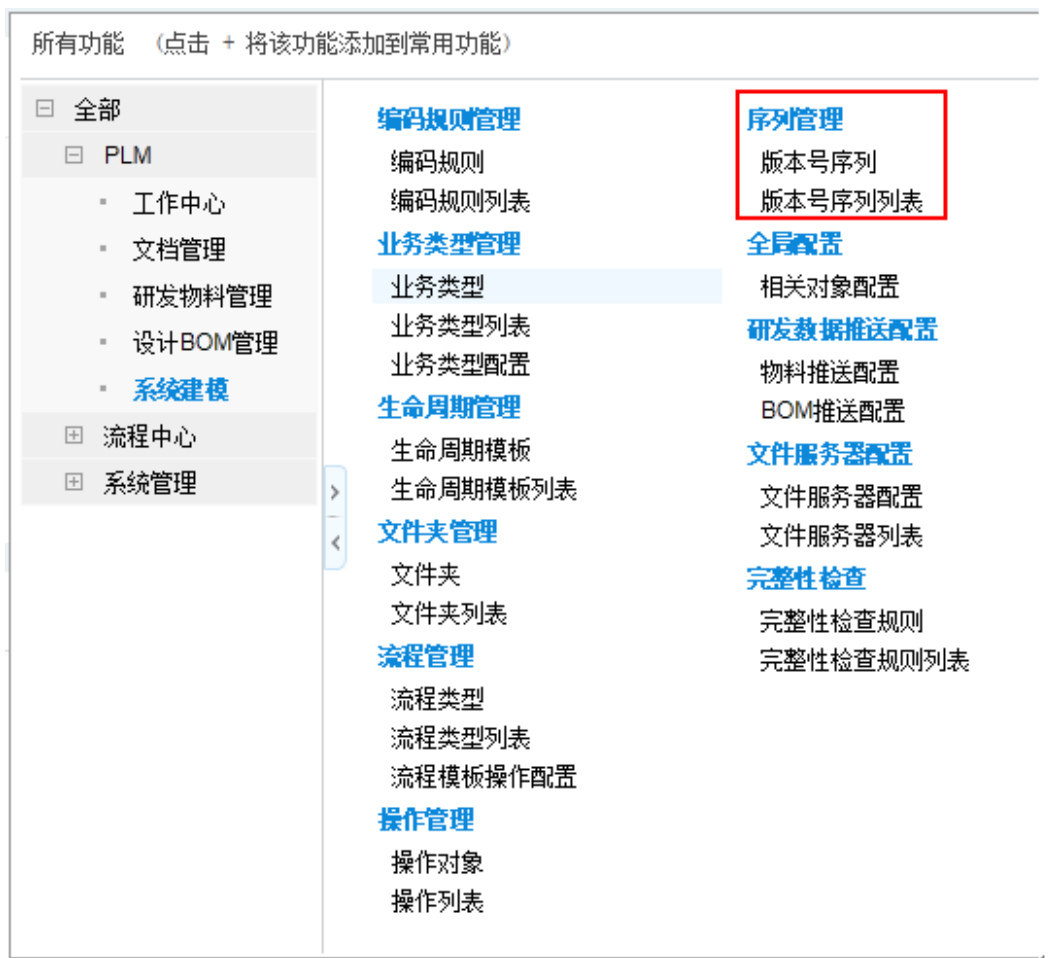 所有功能 （点击 + 将该功能添加到常用功能）
全部
PLM
工作中心
文档管理
研发物料管理
设计BOM管理
系统建模
流程中心
系统管理
编码规则管理
编码规则
编码规则列表
业务类型管理
业务类型
业务类型列表
业务类型配置
生命周期管理
生命周期模板
生命周期模板列表
文件夹管理
文件夹
文件夹列表
流程管理
流程类型
流程类型列表
流程模板操作配置
操作管理
操作对象
操作列表
序列管理
版本号序列
版本号序列列表
全局配置
相关对象配置
研发数据推送配置
物料推送配置
BOM推送配置
文件服务器配置
文件服务器配置
文件服务器列表
完整性检查
完整性检查规则
完整性检查规则列表